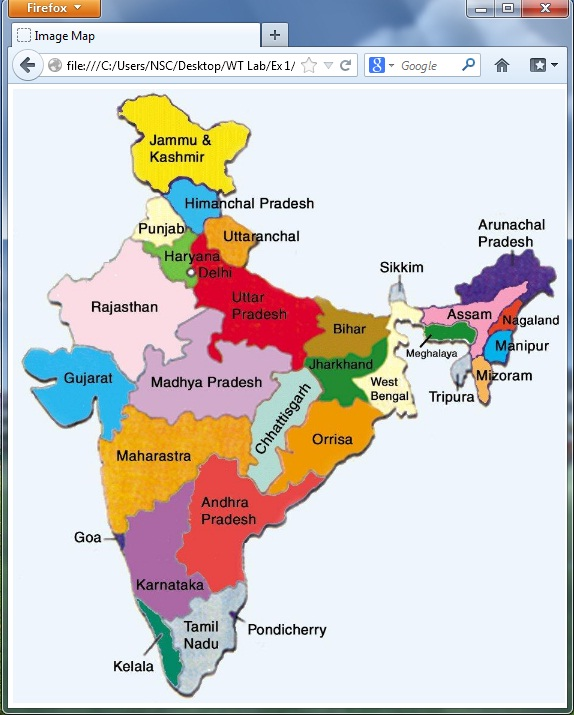 Firefox
Image Map
file:///C:/Users/NSC/Desktop/WT Lab/Ex 1/
Google
Jammu &
Kashmir
Himanchal Pradesh
Punjab
Uttaranchal
Haryana
Delhi
Arunachal
Pradesh
Sikkim
Rajasthan
Uttar
Pradesh
Assam
Nagaland
Bihar
Meghalaya
Manipur
Jharkhand
Gujarat
Madhya Pradesh
West
Bengal
Mizoram
Tripura
Chhattisgarh
Orrisa
Maharastra
Andhra
Pradesh
Goa
Karnataka
Tamil
Nadu
Pondicherry
Kelala